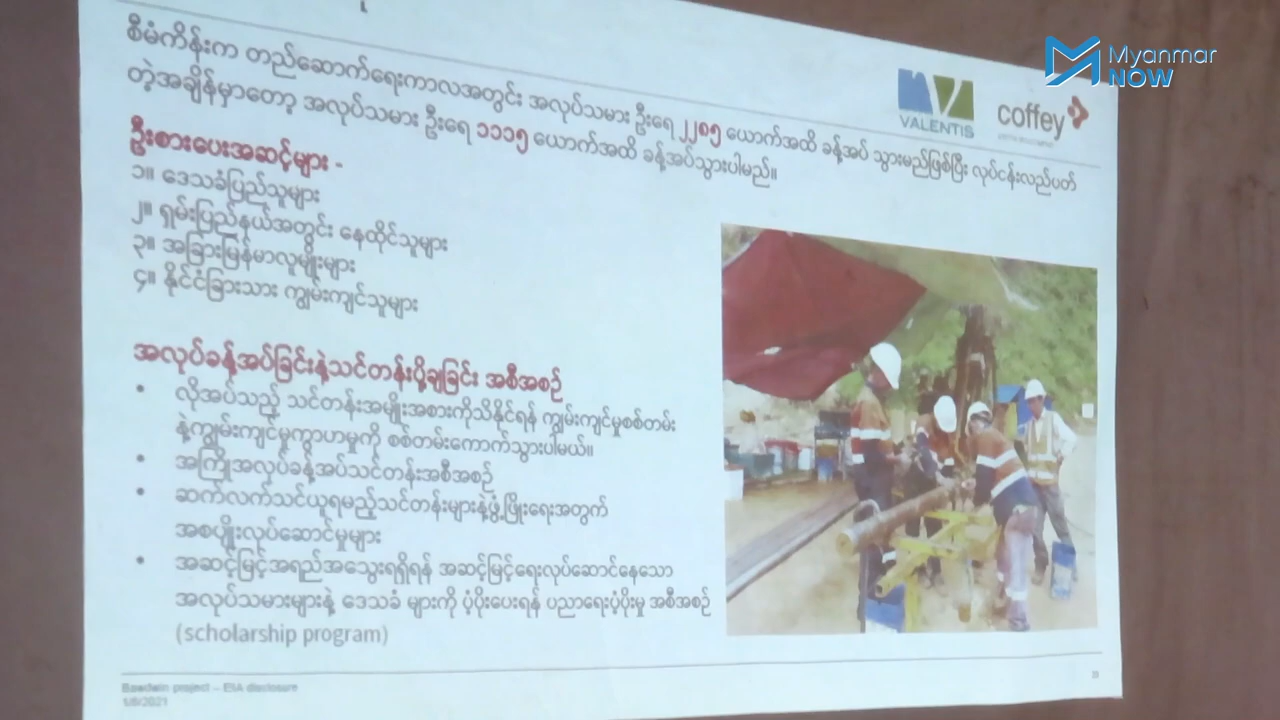 Myanmar
NOW
VALENTIS
coffey
စီမံကိန်းက တည်ဆောက်ရေးကာလအတွင်း အလုပ်သမား ဦးရေ ၂၂၈၅ ယောက်အထိ ခန့်အပ် သွားမည်ဖြစ်ပြီး လုပ်ငန်းလည်ပတ်
တဲ့အချိန်မှာတော့ အလုပ်သမား ဦးရေ ၁၁၁၅ ယောက်အထိ ခန့်အပ်သွားပါမည်။
ဦးစားပေးအဆင့်များ -
၁။ ဒေသခံပြည်သူများ
၂။ ရှမ်းပြည်နယ်အတွင်း နေထိုင်သူများ
၃။ အခြားမြန်မာလူမျိုးများ
၄။ နိုင်ငံခြားသား ကျွမ်းကျင်သူများ
အလုပ်ခန့်အပ်ခြင်းနဲ့သင်တန်းပို့ချခြင်း အစီအစဉ်
• လိုအပ်သည့် သင်တန်းအမျိုးအစားကိုသိနိုင်ရန် ကျွမ်းကျင်မှုစစ်တမ်း
နဲ့ကျွမ်းကျင်မှုကွာဟမှုကို စစ်တမ်းကောက်သွားပါမယ်။
• အကြိုအလုပ်ခန့်အပ်သင်တန်းအစီအစဉ်
• ဆက်လက်သင်ယူရမည့်သင်တန်းများနဲ့ဖွံ့ဖြိုးရေးအတွက်
အစပျိုးလုပ်ဆောင်မှုများ
• အဆင့်မြင့်အရည်အသွေးရရှိရန် အဆင့်မြင့်ရေးလုပ်ဆောင်နေသော
အလုပ်သမားများနဲ့ ဒေသခံ များကို ပံ့ပိုးပေးရန် ပညာရေးပံ့ပိုးမှု အစီအစဉ်
(scholarship program)
Bawdwin project – EIA disclosure
1/6/2021